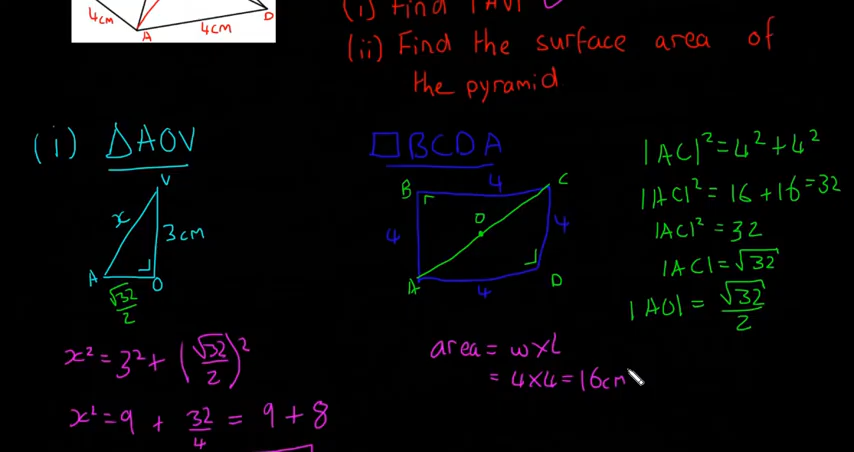 (i) Find |AV|
4cm
4cm
A
D
(ii) Find the surface area of
the pyramid
(i) ΔAOV
V
x
3cm
A
O
√32/2
x² = 3² + (√32/2)²
x² = 9 + 32/4 = 9 + 8
□BCDA
B
4
C
O
4
4
A
4
D
area = w×L
= 4×4 = 16cm
|AC|² = 4² + 4²
|AC|² = 16 + 16 = 32
|AC|² = 32
|AC| = √32
|AO| = √32/2